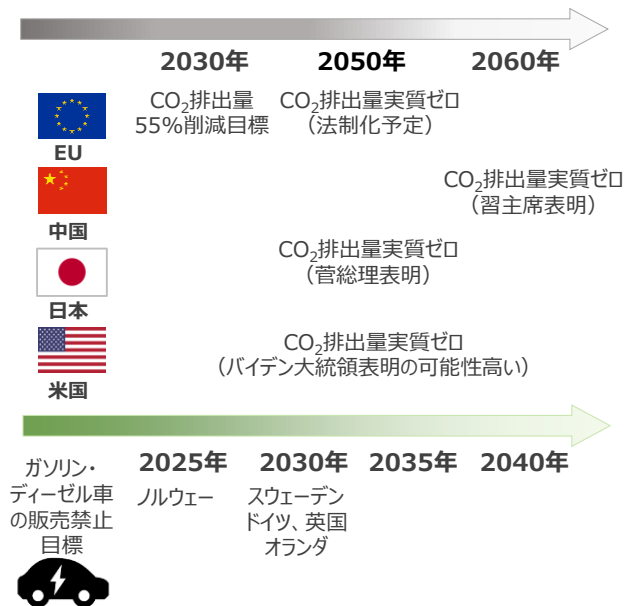 2030年 2050年 2060年
CO₂排出量 CO₂排出量実質ゼロ
55%削減目標 （法制化予定）
EU
CO₂排出量実質ゼロ
（習主席表明）
中国
CO₂排出量実質ゼロ
（菅総理表明）
日本
CO₂排出量実質ゼロ
（バイデン大統領表明の可能性高い）
米国
2025年 2030年 2035年 2040年
ガソリン・
ディーゼル車
の販売禁止
目標
ノルウェー
スウェーデン
ドイツ、英国
オランダ